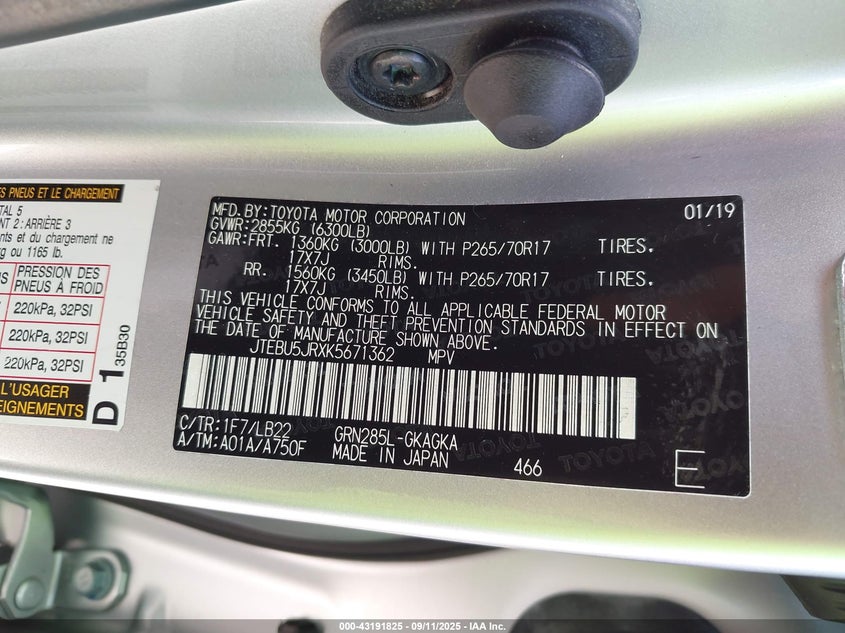 ES PNEUS ET LE CHARGEMENT
TAL 5
NT 2 : ARRIÈRE 3
ents et du chargement ne
kg ou 1165 lb.
PRESSION DES
PNEUS À FROID
220kPa, 32PSI
220kPa, 32PSI
220kPa, 32PSI
L'USAGER
EIGNEMENTS
D 1 35B30
MFD. BY: TOYOTA MOTOR CORPORATION 01/19
GVWR: 2855KG (6300LB)
GAWR: FRT. 1360KG (3000LB) WITH P265/70R17 TIRES.
17X7J RIMS.
RR. 1560KG (3450LB) WITH P265/70R17 TIRES.
17X7J RIMS.
THIS VEHICLE CONFORMS TO ALL APPLICABLE FEDERAL MOTOR
VEHICLE SAFETY AND THEFT PREVENTION STANDARDS IN EFFECT ON
THE DATE OF MANUFACTURE SHOWN ABOVE.
JTEBU5JRXK5671362 MPV
C/TR: 1F7/LB22 GRN285L-GKAGKA
A/TM: A01A/A750F MADE IN JAPAN 466 E
000-43191825 - 09/11/2025 - IAA Inc.